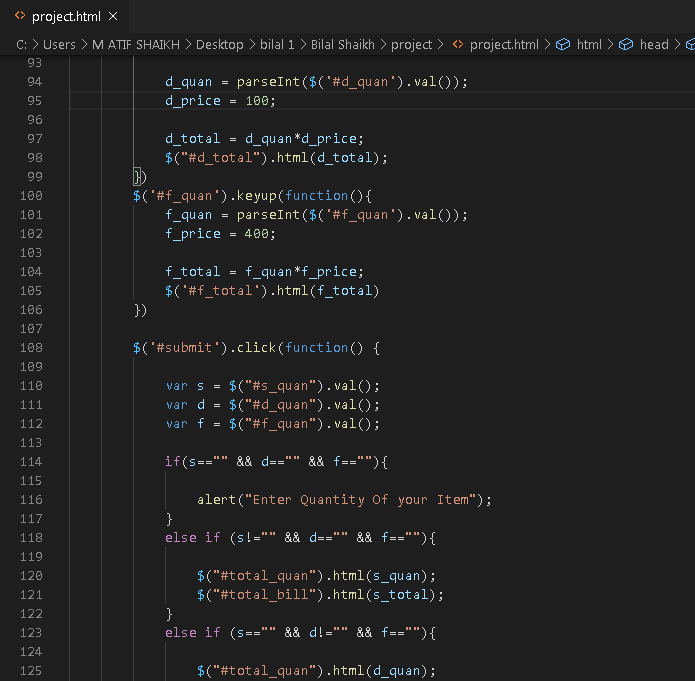 project.html ×
C: > Users > M ATIF SHAIKH > Desktop > bilal 1 > Bilal Shaikh > project > project.html > html > head >
93
94 d_quan = parseInt($('#d_quan').val());
95 d_price = 100;
96
97 d_total = d_quan*d_price;
98 $("#d_total").html(d_total);
99 })
100 $('#f_quan').keyup(function(){
101 f_quan = parseInt($('#f_quan').val());
102 f_price = 400;
103
104 f_total = f_quan*f_price;
105 $('#f_total').html(f_total)
106 })
107
108 $('#submit').click(function() {
109
110 var s = $("#s_quan").val();
111 var d = $("#d_quan").val();
112 var f = $("#f_quan").val();
113
114 if(s=="" && d=="" && f==""){
115
116 alert("Enter Quantity Of your Item");
117 }
118 else if (s!="" && d=="" && f==""){
119
120 $("#total_quan").html(s_quan);
121 $("#total_bill").html(s_total);
122 }
123 else if (s=="" && d!="" && f==""){
124
125 $("#total_quan").html(d_quan);